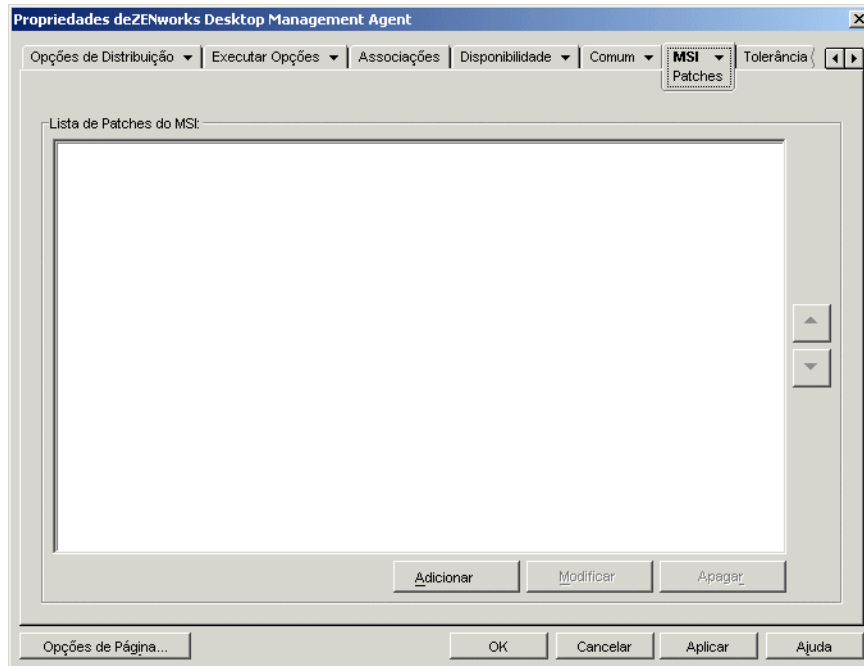 Propriedades deZENworks Desktop Management Agent
Opções de Distribuição Executar Opções Associações Disponibilidade Comum MSI Tolerância
Patches
Lista de Patches do MSI:
Adicionar Modificar Apagar
Opções de Página... OK Cancelar Aplicar Ajuda